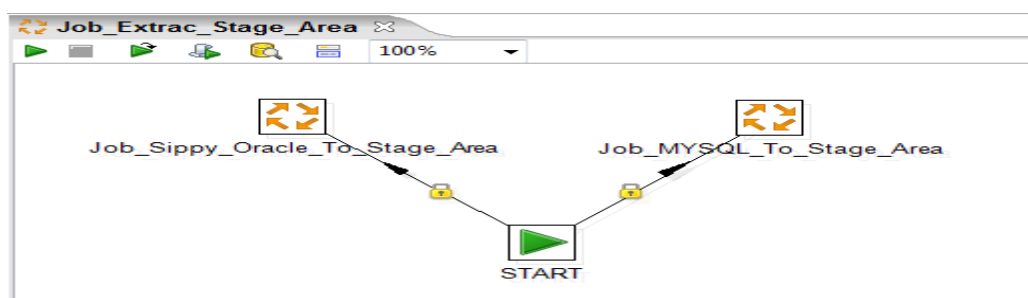 Job_Extrac_Stage_Area
100%
Job_Sippy_Oracle_To_Stage_Area
Job_MYSQL_To_Stage_Area
START